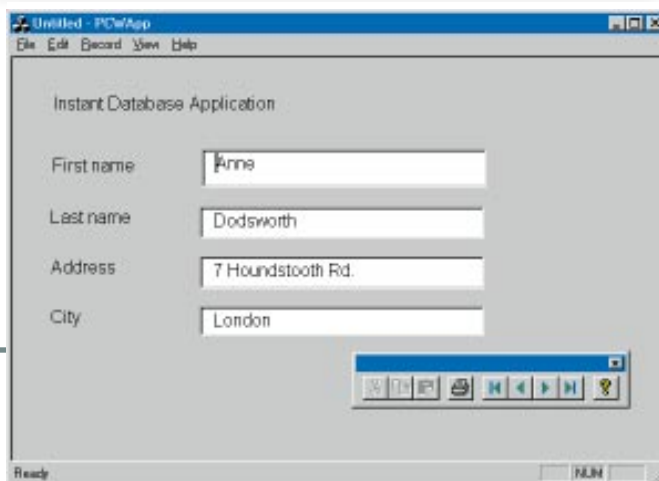 Untitled - PCWApp
File Edit Record View Help
Instant Database Application
First name Anne
Last name Dodsworth
Address 7 Houndstooth Rd.
City London
Ready NUM